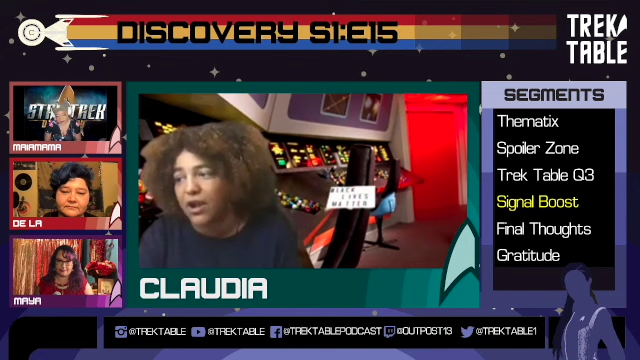 DISCOVERY S1:E15
TREK
TABLE
STAR TREK
MAIAMAMA
DE LA
MAYA
BLACK
LIVES
MATTER
CLAUDIA
SEGMENTS
Thematix
Spoiler Zone
Trek Table Q3
Signal Boost
Final Thoughts
Gratitude
@TREKTABLE @TREKTABLE @TREKTABLEPODCAST @OUTPOST13 @TREKTABLE1